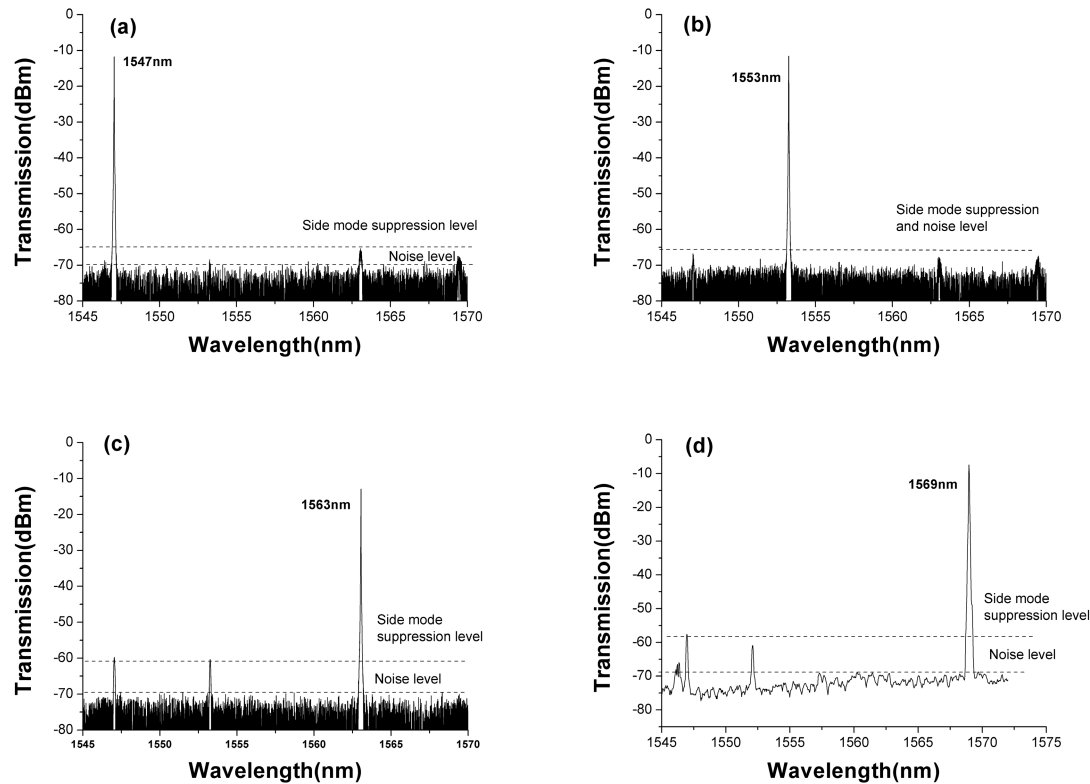 (a)
Transmission(dBm)
0
-10
-20
-30
-40
-50
-60
-70
-80
1547nm
Side mode suppression level
Noise level
1545 1550 1555 1560 1565 1570
Wavelength(nm)
(b)
Transmission(dBm)
0
-10
-20
-30
-40
-50
-60
-70
-80
1553nm
Side mode suppression
and noise level
1545 1550 1555 1560 1565 1570
Wavelength(nm)
(c)
Transmission(dBm)
0
-10
-20
-30
-40
-50
-60
-70
-80
1563nm
Side mode
suppression level
Noise level
1545 1550 1555 1560 1565 1570
Wavelength(nm)
(d)
Transmission(dBm)
0
-10
-20
-30
-40
-50
-60
-70
-80
1569nm
Side mode
suppression level
Noise level
1545 1550 1555 1560 1565 1570 1575
Wavelength(nm)